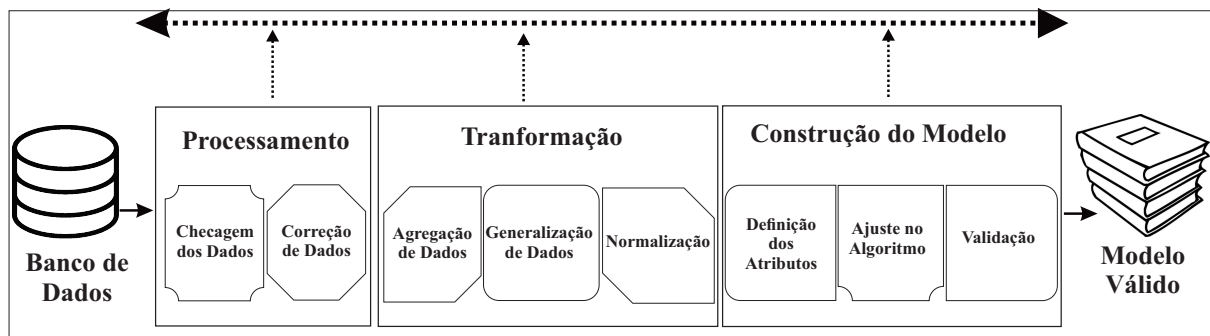 Processamento
Tranformação
Construção do Modelo
Checagem
dos Dados
Correção
de Dados
Agregação
de Dados
Generalização
de Dados
Normalização
Definição
dos
Atributos
Ajuste no
Algoritmo
Validação
Banco de
Dados
Modelo
Válido